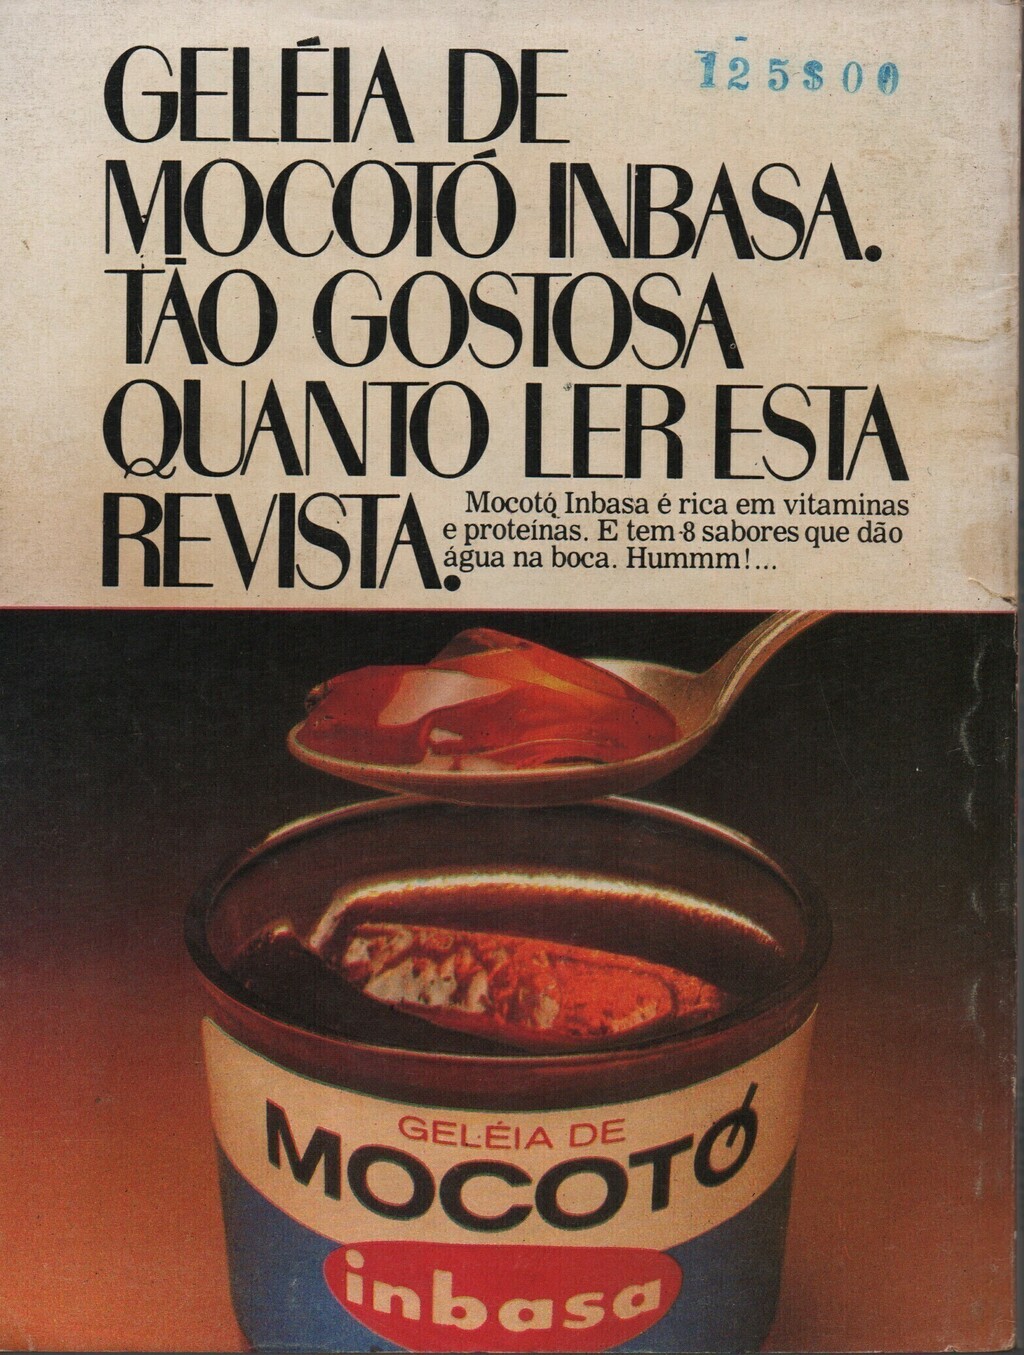 GELÉIA DE
125$00
MOCOTÓ INBASA.
TÃO GOSTOSA
QUANTO LER ESTA
REVISTA.
Mocotó Inbasa é rica em vitaminas
e proteínas. E tem 8 sabores que dão
água na boca. Hummm!...
GELÉIA DE
MOCOTÓ
inbasa